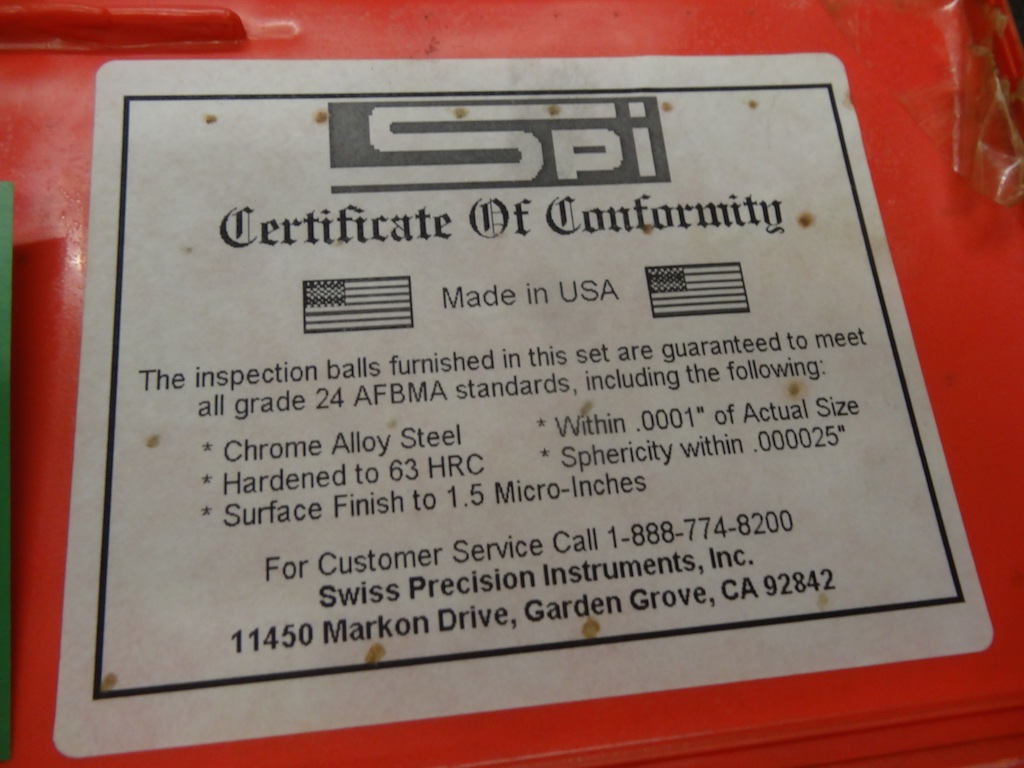 SPi
Certificate Of Conformity
Made in USA
The inspection balls furnished in this set are guaranteed to meet
all grade 24 AFBMA standards, including the following:
* Chrome Alloy Steel
* Hardened to 63 HRC
* Surface Finish to 1.5 Micro-Inches
* Within .0001" of Actual Size
* Sphericity within .000025"
For Customer Service Call 1-888-774-8200
Swiss Precision Instruments, Inc.
11450 Markon Drive, Garden Grove, CA 92842